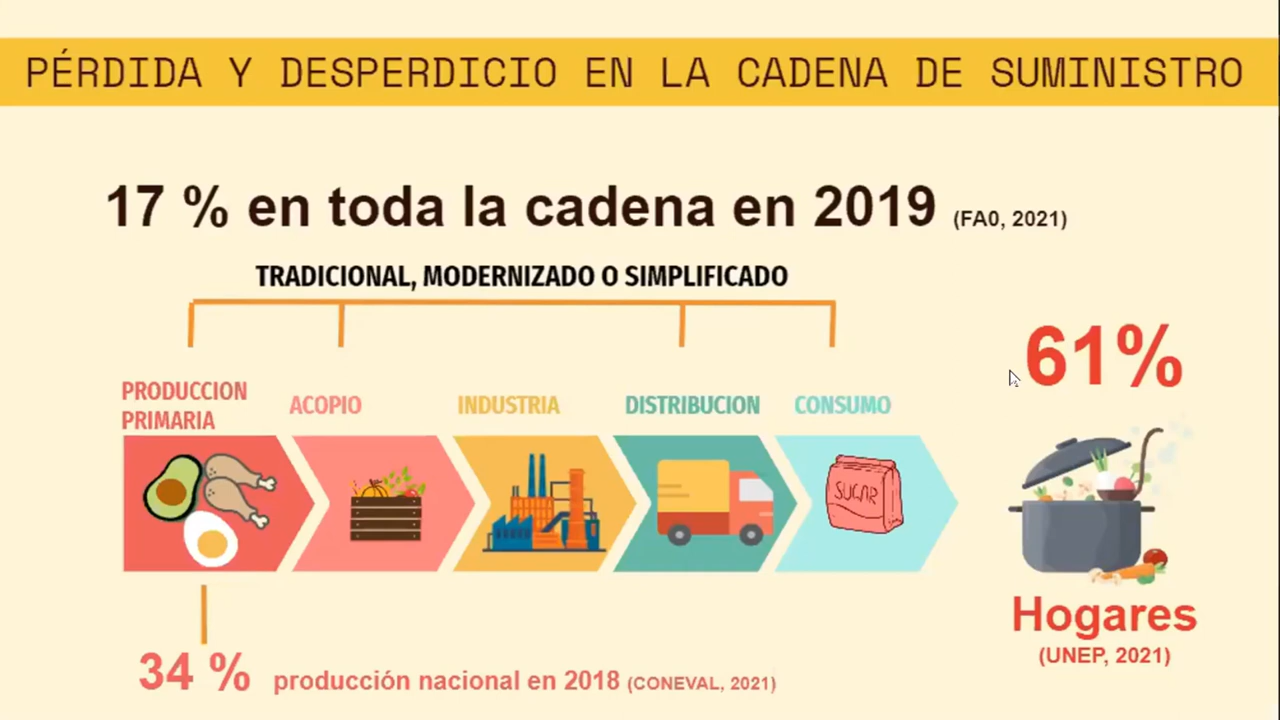 PÉRDIDA Y DESPERDICIO EN LA CADENA DE SUMINISTRO
17 % en toda la cadena en 2019 (FA0, 2021)
TRADICIONAL, MODERNIZADO O SIMPLIFICADO
61%
PRODUCCION
PRIMARIA
ACOPIO
INDUSTRIA
DISTRIBUCION
CONSUMO
SUGAR
Hogares
(UNEP, 2021)
34 % producción nacional en 2018 (CONEVAL, 2021)